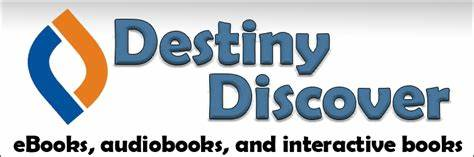 Destiny
Discover
eBooks, audiobooks, and interactive books